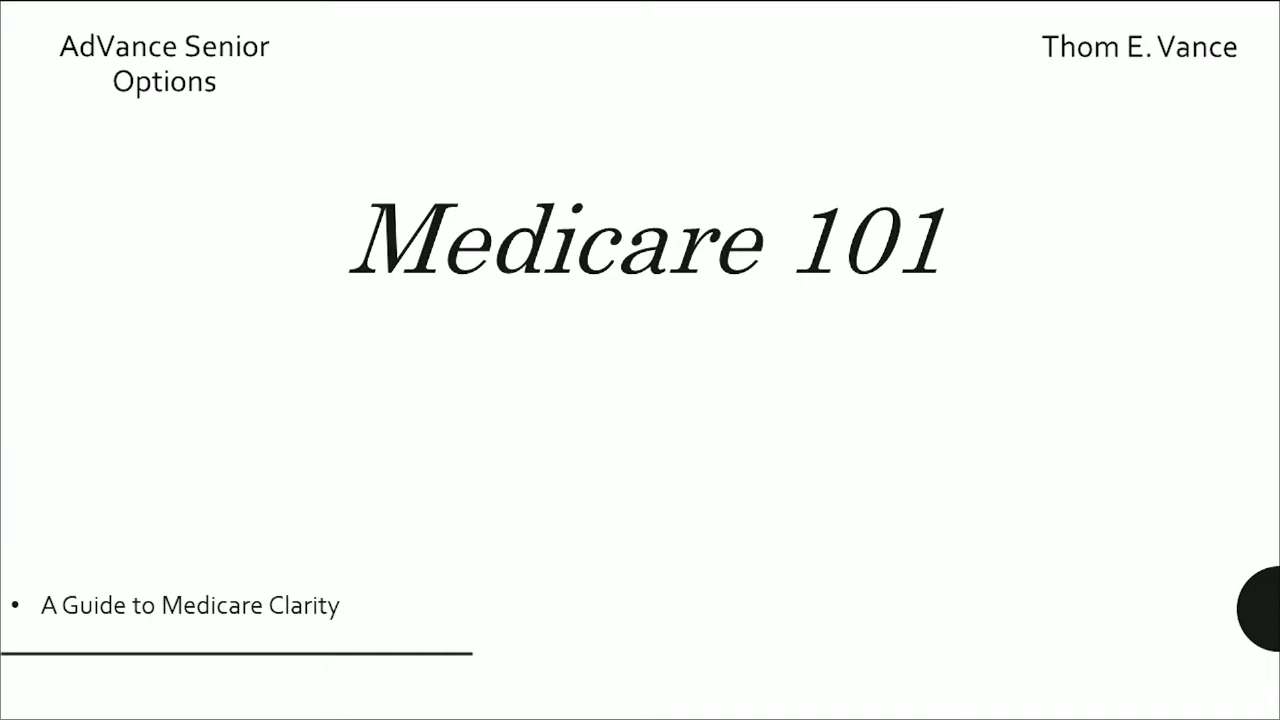 AdVance Senior
Options
Thom E. Vance
Medicare 101
• A Guide to Medicare Clarity